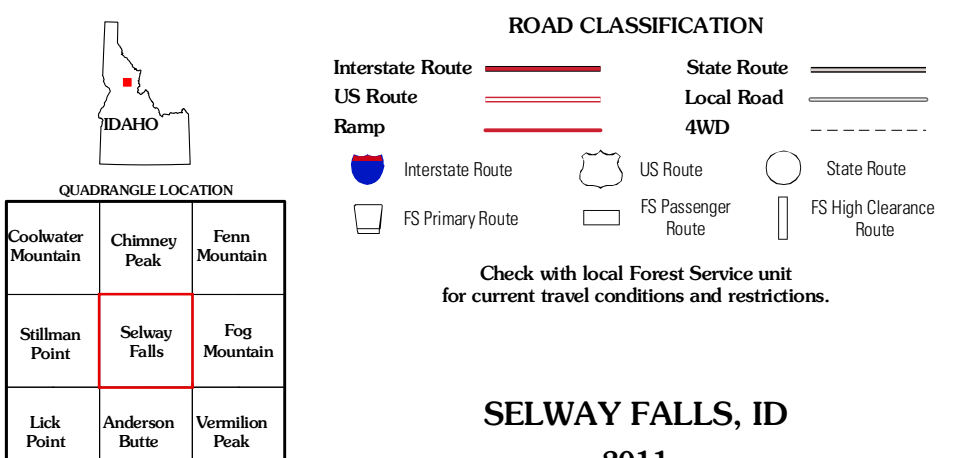 IDAHO
QUADRANGLE LOCATION
Coolwater
Mountain
Chimney
Peak
Fenn
Mountain
Stillman
Point
Selway
Falls
Fog
Mountain
Lick
Point
Anderson
Butte
Vermilion
Peak
ROAD CLASSIFICATION
Interstate Route
State Route
US Route
Local Road
Ramp
4WD
Interstate Route
US Route
State Route
FS Primary Route
FS Passenger
Route
FS High Clearance
Route
Check with local Forest Service unit
for current travel conditions and restrictions.
SELWAY FALLS, ID
2011